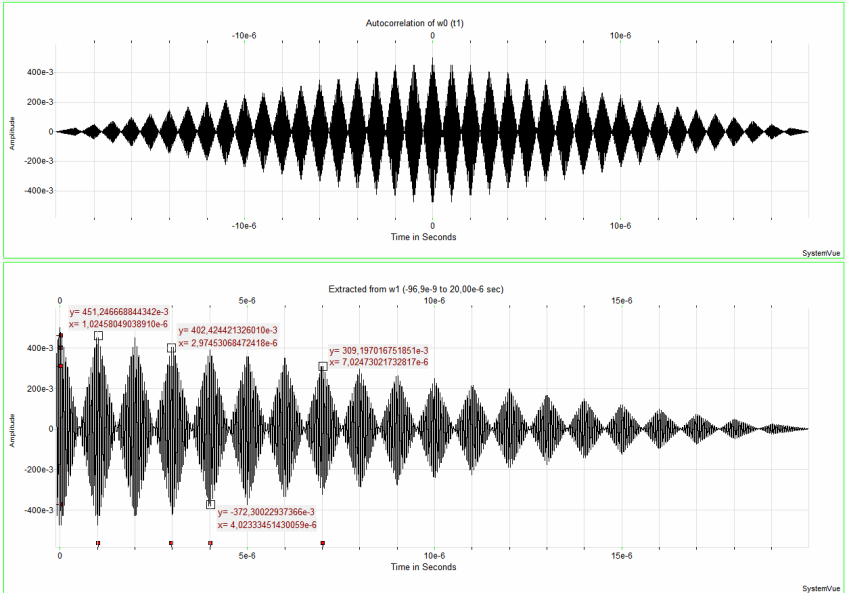 Autocorrelation of w0 (t1)
-10e-6 0 10e-6
400e-3
200e-3
0
-200e-3
-400e-3
Amplitude
-10e-6 0 10e-6
Time in Seconds
SystemVue
Extracted from w1 (-96,9e-9 to 20,00e-6 sec)
0 5e-6 10e-6 15e-6
y= 451,246668844342e-3
x= 1,02458049038910e-6
y= 402,424421326010e-3
x= 2,97453068472418e-6
y= 309,197016751851e-3
x= 7,02473021732817e-6
400e-3
200e-3
0
-200e-3
-400e-3
Amplitude
y= -372,30022937366e-3
x= 4,02333451430059e-6
0 5e-6 10e-6 15e-6
Time in Seconds
SystemVue